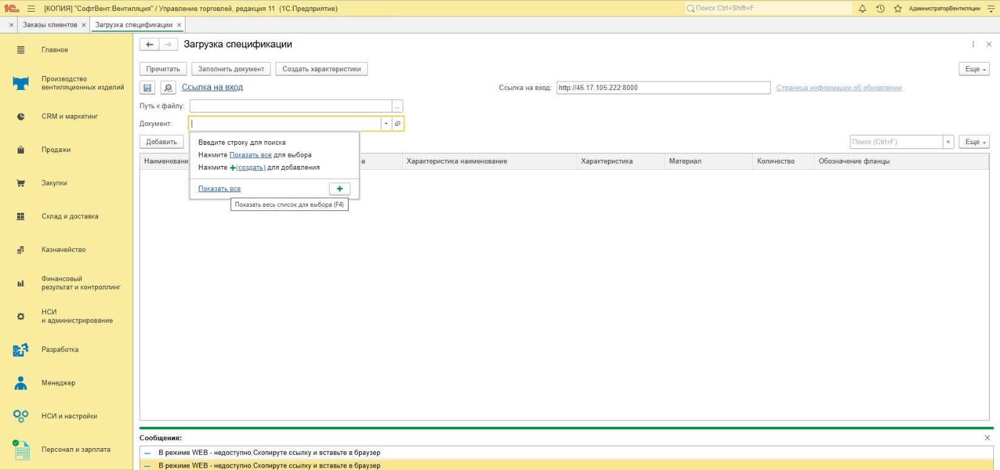 1С [КОПИЯ] "СофтВент:Вентиляция" / Управление торговлей, редакция 11 (1С:Предприятие) Поиск Ctrl+Shift+F АдминистраторВентиляции
× Заказы клиентов × Загрузка спецификации ×
Главное
Производство
вентиляционных изделий
CRM и маркетинг
Продажи
Закупки
Склад и доставка
Казначейство
Финансовый
результат и контроллинг
НСИ
и администрирование
Разработка
Менеджер
НСИ и настройки
Персонал и зарплата
Загрузка спецификации
Прочитать Заполнить документ Создать характеристики Еще
Ссылка на вход Ссылка на вход: http://46.17.105.222:8000 Страница информации об обновлении
Путь к файлу: ...
Документ:
Добавить Поиск (Ctrl+F) × Еще
Введите строку для поиска
Нажмите Показать все для выбора
Нажмите +(создать) для добавления
Показать все +
Показать весь список для выбора (F4)
Наименовани ра Характеристика наименование Характеристика Материал Количество Обозначение фланцы
Сообщения:
В режиме WEB - недоступно.Скопируте ссылку и вставьте в браузер
В режиме WEB - недоступно.Скопируте ссылку и вставьте в браузер